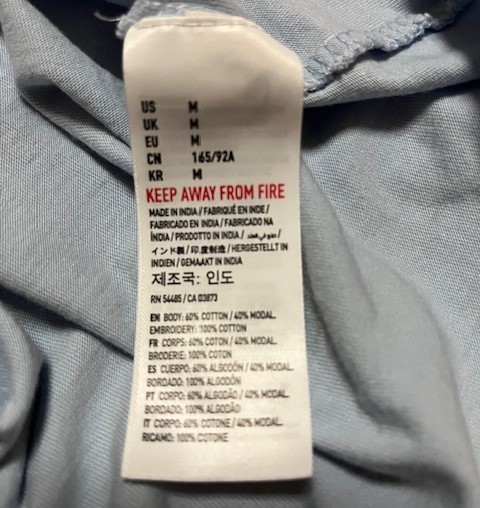 US M
UK M
EU M
CN 165/92A
KR M
KEEP AWAY FROM FIRE
MADE IN INDIA / FABRIQUÉ EN INDE /
FABRICADO EN INDIA / FABRICADO NA
ÍNDIA / PRODOTTO IN INDIA / صنع في الهند /
インド製 / 印度制造 / HERGESTELLT IN
INDIEN / GEMAAKT IN INDIA
제조국: 인도
RN 54485 / CA 03873
EN BODY: 60% COTTON / 40% MODAL.
EMBROIDERY: 100% COTTON
FR CORPS: 60% COTON / 40% MODAL.
BRODERIE: 100% COTON
ES CUERPO: 60% ALGODÓN / 40% MODAL.
BORDADO: 100% ALGODÓN
PT CORPO: 60% ALGODÃO / 40% MODAL.
BORDADO: 100% ALGODÃO
IT CORPO: 60% COTONE / 40% MODAL.
RICAMO: 100% COTONE